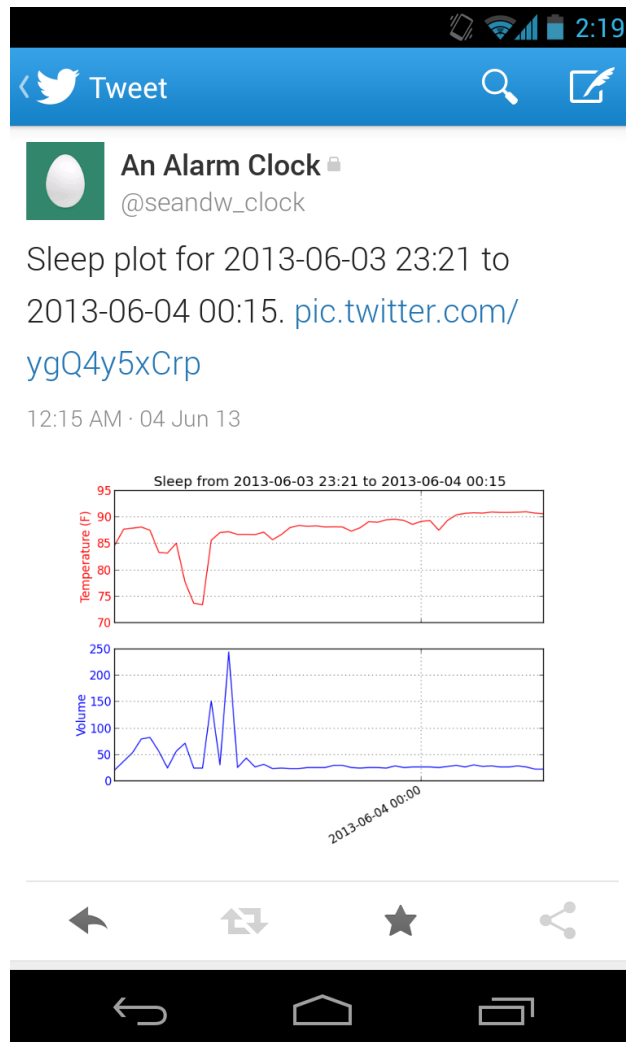 2:19
Tweet
An Alarm Clock
@seandw_clock
Sleep plot for 2013-06-03 23:21 to
2013-06-04 00:15. pic.twitter.com/
ygQ4y5xCrp
12:15 AM · 04 Jun 13
Sleep from 2013-06-03 23:21 to 2013-06-04 00:15
Temperature (F)
95
90
85
80
75
70
Volume
250
200
150
100
50
0
2013-06-04 00:00